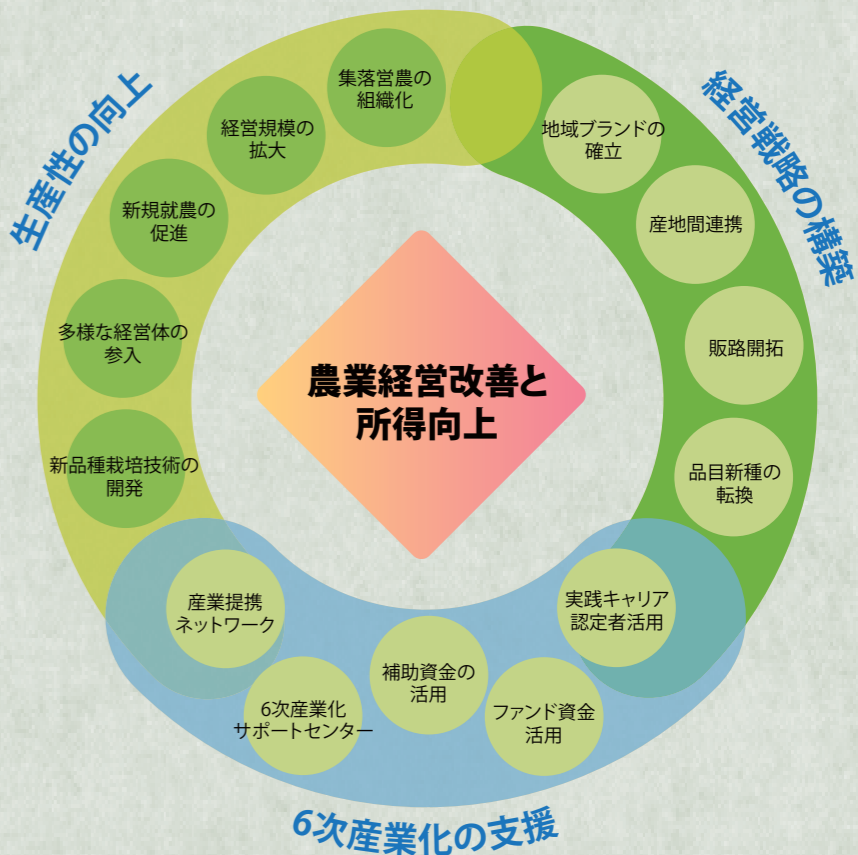 生産性の向上
集落営農の
組織化
経営規模の
拡大
新規就農の
促進
多様な経営体の
参入
新品種栽培技術の
開発
経営戦略の構築
地域ブランドの
確立
産地間連携
販路開拓
品目新種の
転換
農業経営改善と
所得向上
産業提携
ネットワーク
6次産業化
サポートセンター
補助資金の
活用
ファンド資金
活用
実践キャリア
認定者活用
6次産業化の支援